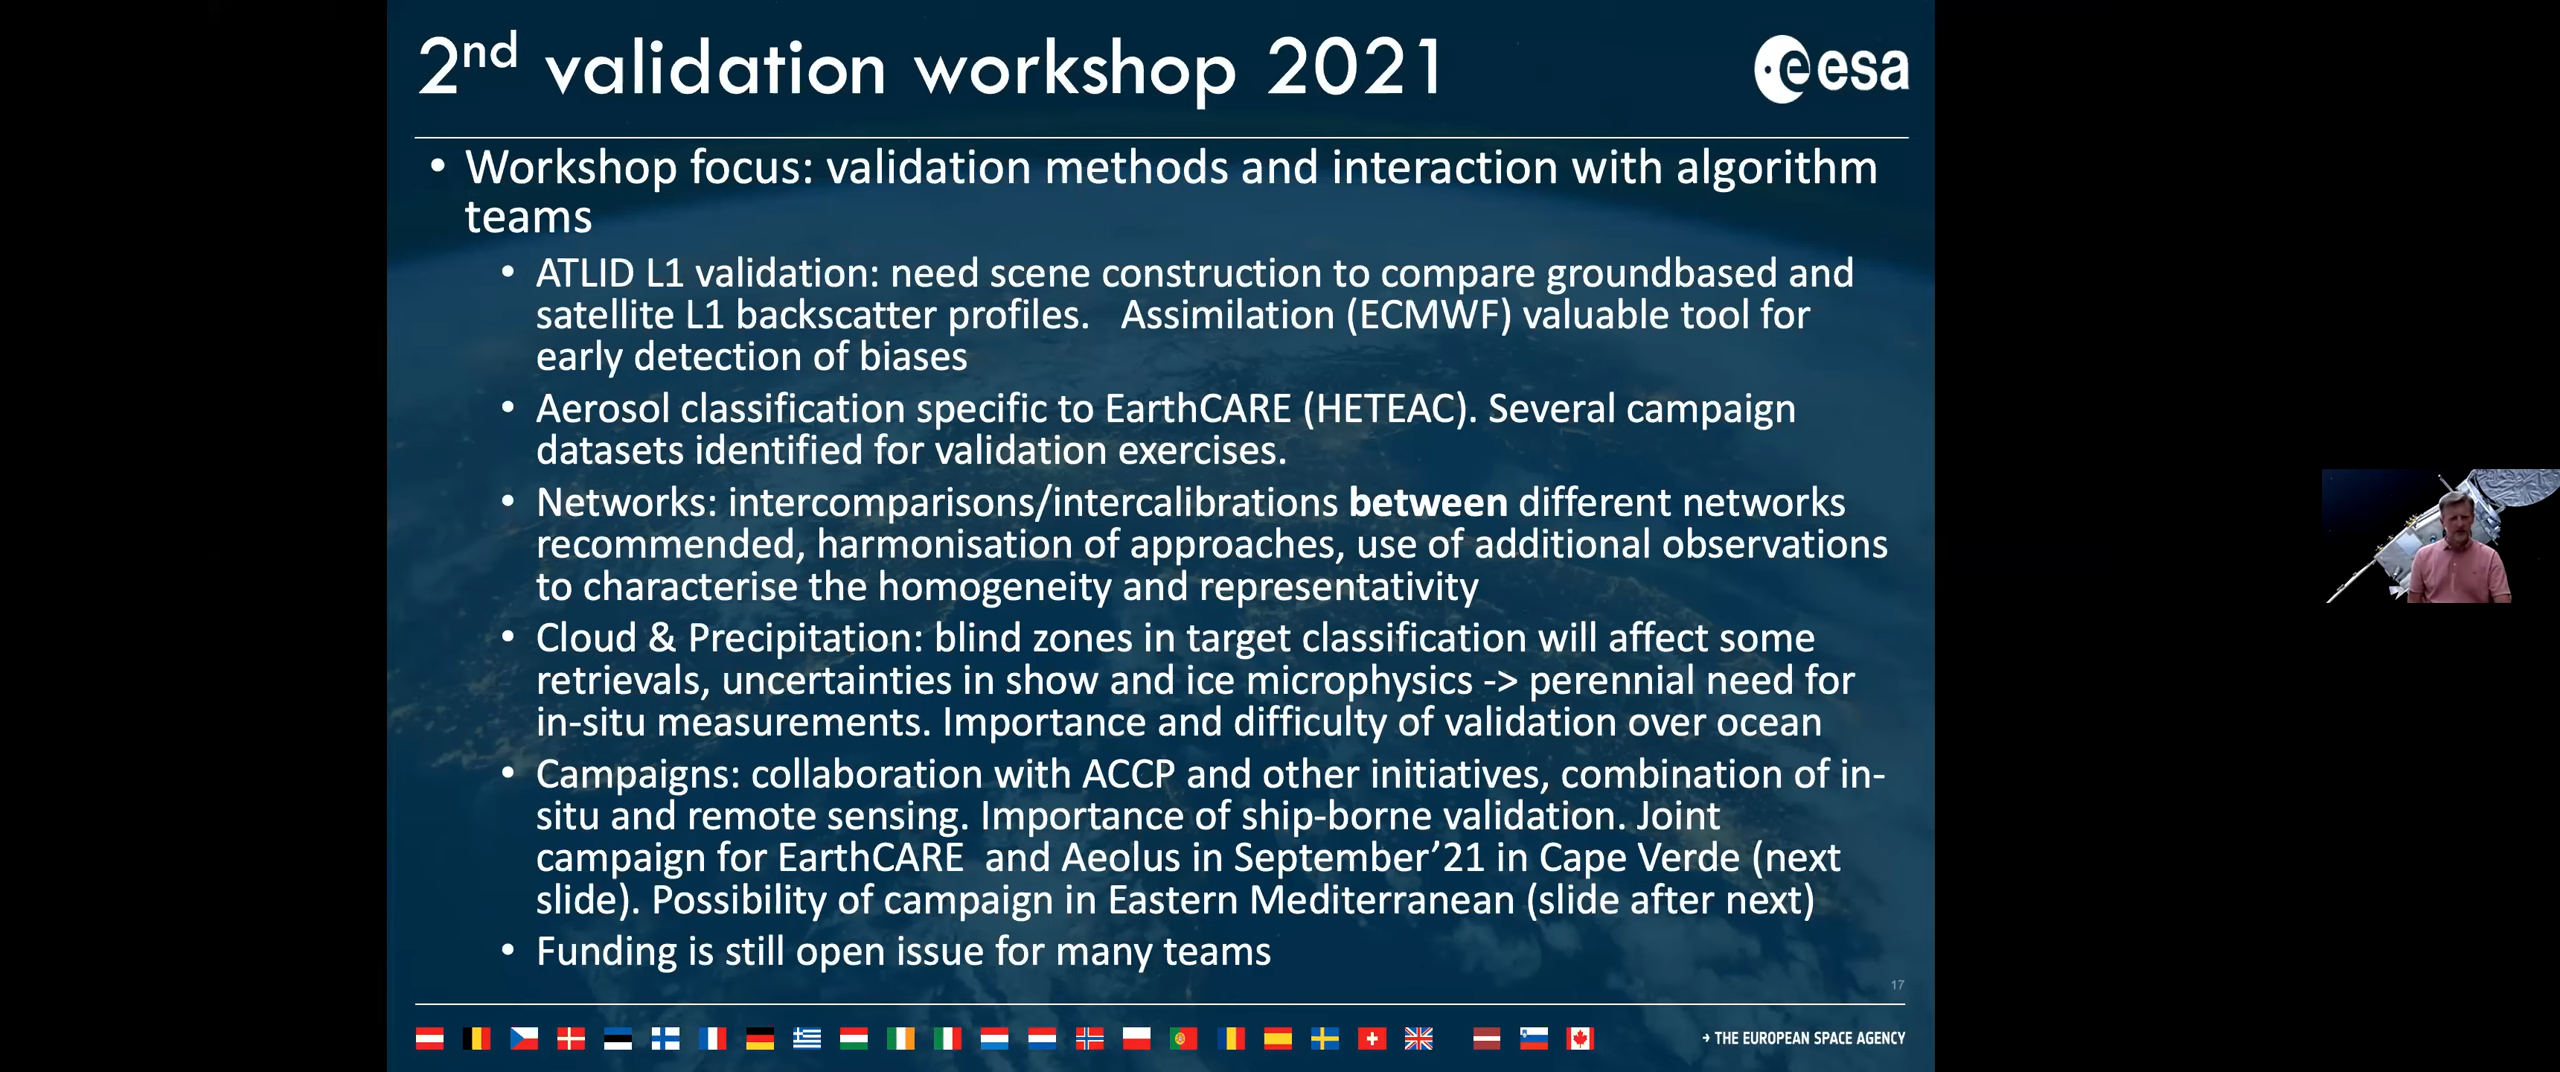 2nd validation workshop 2021
esa
• Workshop focus: validation methods and interaction with algorithm
teams
• ATLID L1 validation: need scene construction to compare groundbased and
satellite L1 backscatter profiles. Assimilation (ECMWF) valuable tool for
early detection of biases
• Aerosol classification specific to EarthCARE (HETEAC). Several campaign
datasets identified for validation exercises.
• Networks: intercomparisons/intercalibrations between different networks
recommended, harmonisation of approaches, use of additional observations
to characterise the homogeneity and representativity
• Cloud & Precipitation: blind zones in target classification will affect some
retrievals, uncertainties in show and ice microphysics -> perennial need for
in-situ measurements. Importance and difficulty of validation over ocean
• Campaigns: collaboration with ACCP and other initiatives, combination of in-
situ and remote sensing. Importance of ship-borne validation. Joint
campaign for EarthCARE and Aeolus in September’21 in Cape Verde (next
slide). Possibility of campaign in Eastern Mediterranean (slide after next)
• Funding is still open issue for many teams
17
→ THE EUROPEAN SPACE AGENCY